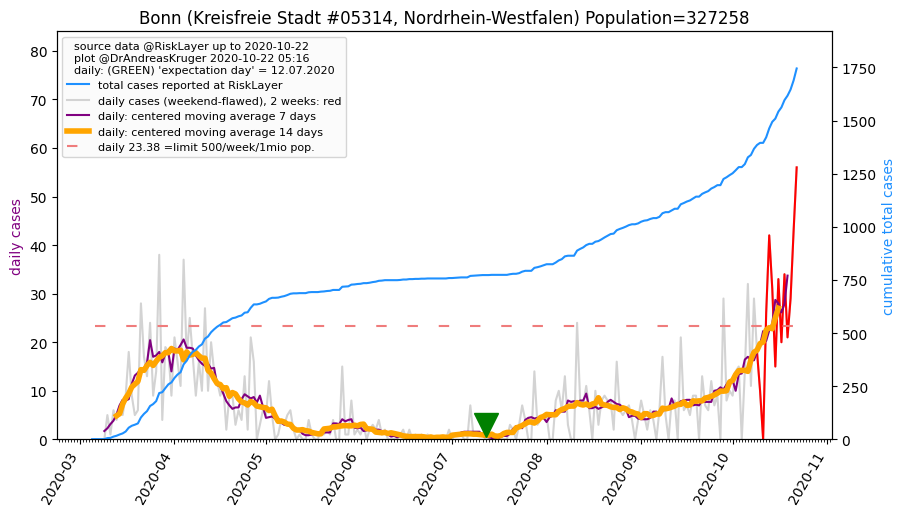 Bonn (Kreisfreie Stadt #05314, Nordrhein-Westfalen) Population=327258
source data @RiskLayer up to 2020-10-22
plot @DrAndreasKruger 2020-10-22 05:16
daily: (GREEN) 'expectation day' = 12.07.2020
total cases reported at RiskLayer
daily cases (weekend-flawed), 2 weeks: red
daily: centered moving average 7 days
daily: centered moving average 14 days
daily 23.38 =limit 500/week/1mio pop.
daily cases
80
70
60
50
40
30
20
10
0
cumulative total cases
1750
1500
1250
1000
750
500
250
0
2020-03
2020-04
2020-05
2020-06
2020-07
2020-08
2020-09
2020-10
2020-11